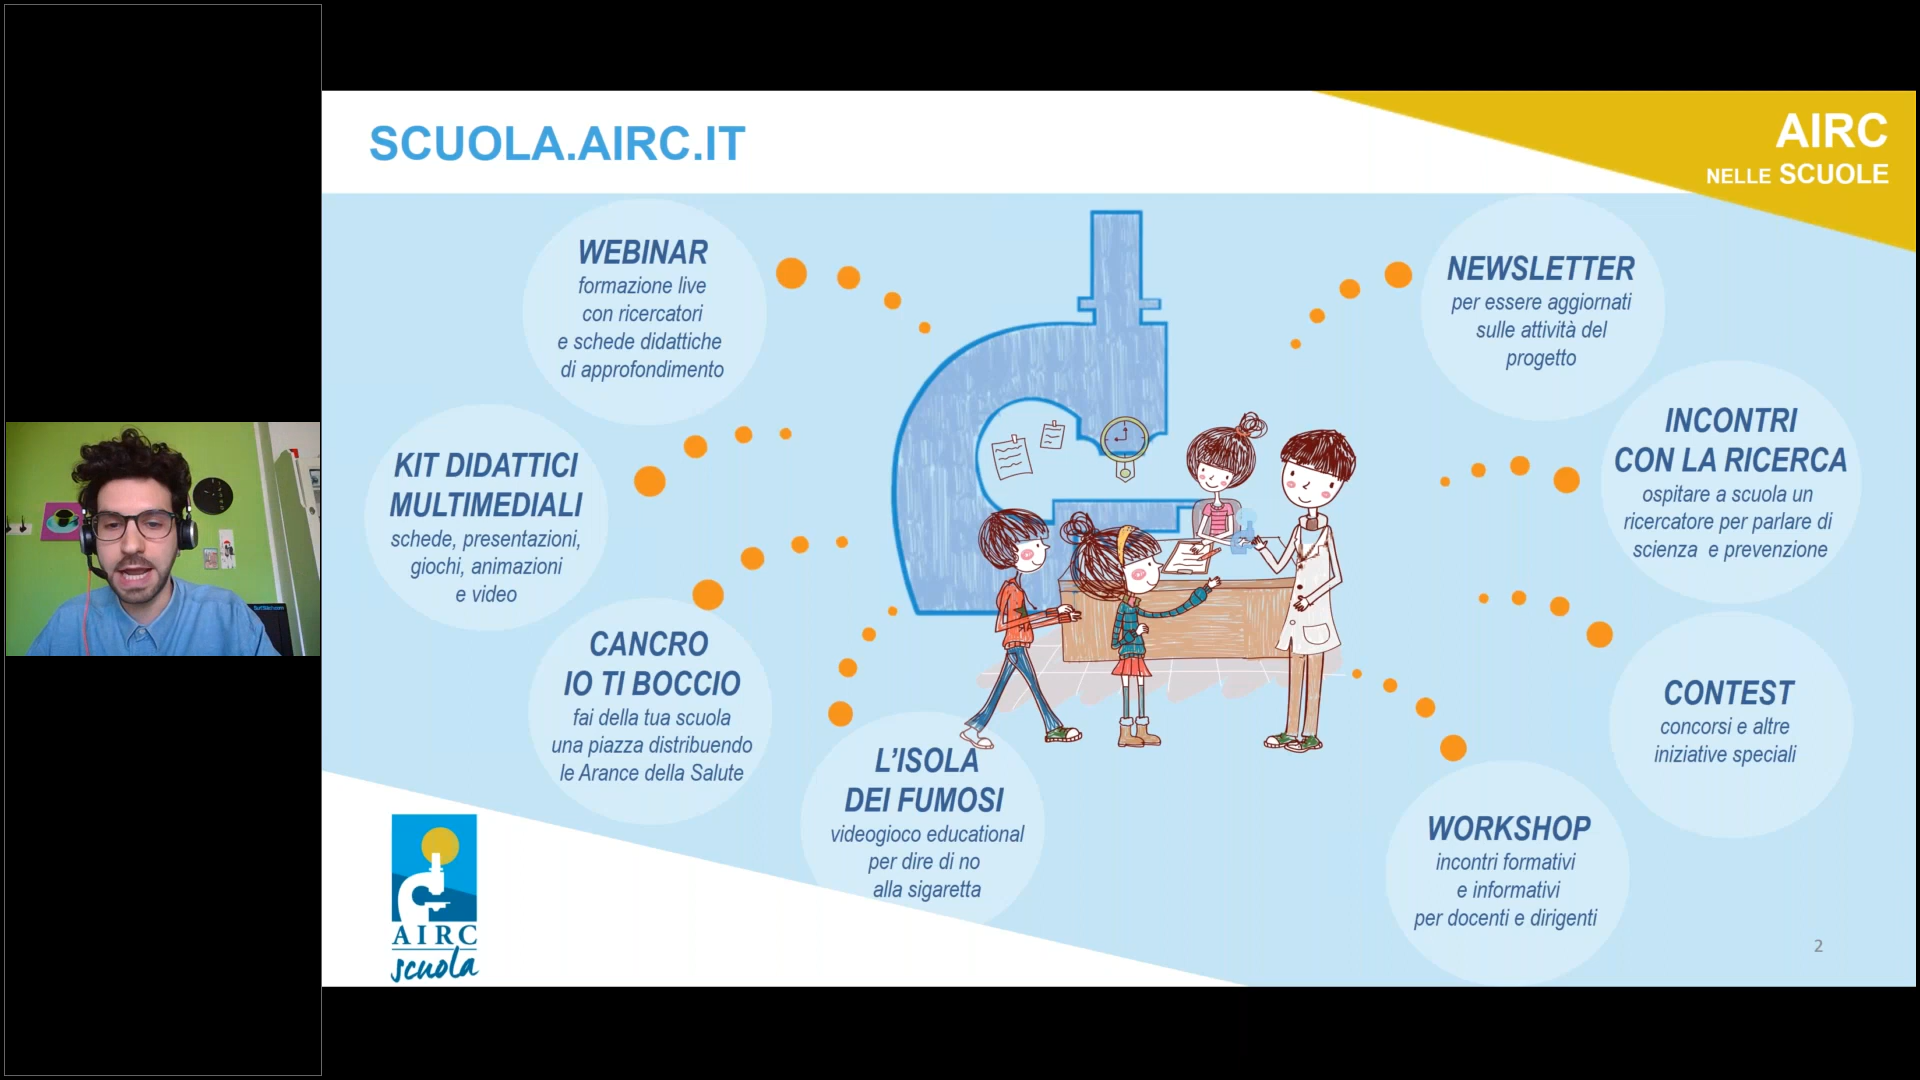 SCUOLA.AIRC.IT
AIRC
NELLE SCUOLE
WEBINAR
formazione live
con ricercatori
e schede didattiche
di approfondimento
KIT DIDATTICI
MULTIMEDIALI
schede, presentazioni,
giochi, animazioni
e video
CANCRO
IO TI BOCCIO
fai della tua scuola
una piazza distribuendo
le Arance della Salute
L'ISOLA
DEI FUMOSI
videogioco educational
per dire di no
alla sigaretta
NEWSLETTER
per essere aggiornati
sulle attività del
progetto
INCONTRI
CON LA RICERCA
ospitare a scuola un
ricercatore per parlare di
scienza e prevenzione
CONTEST
concorsi e altre
iniziative speciali
WORKSHOP
incontri formativi
e informativi
per docenti e dirigenti
AIRC
scuola
2